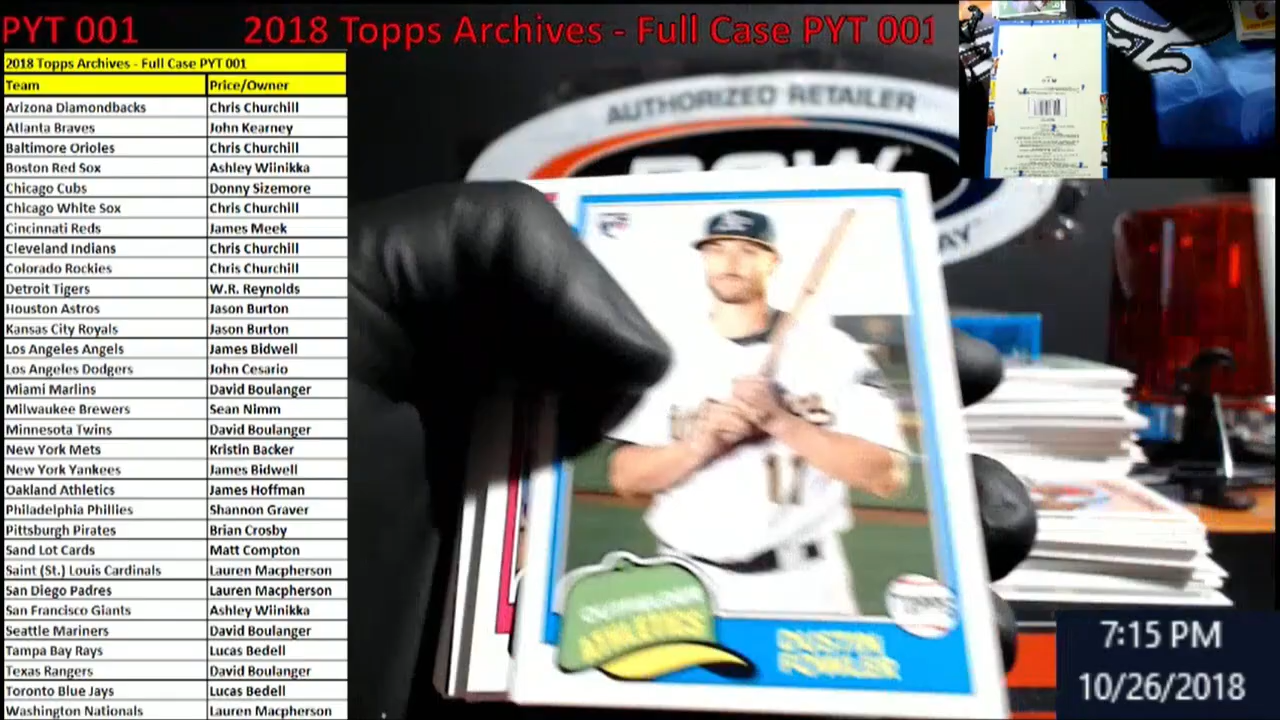 PYT 001 2018 Topps Archives - Full Case PYT 001
2018 Topps Archives - Full Case PYT 001
Team Price/Owner
Arizona Diamondbacks Chris Churchill
Atlanta Braves John Kearney
Baltimore Orioles Chris Churchill
Boston Red Sox Ashley Wiinikka
Chicago Cubs Donny Sizemore
Chicago White Sox Chris Churchill
Cincinnati Reds James Meek
Cleveland Indians Chris Churchill
Colorado Rockies Chris Churchill
Detroit Tigers W.R. Reynolds
Houston Astros Jason Burton
Kansas City Royals Jason Burton
Los Angeles Angels James Bidwell
Los Angeles Dodgers John Cesario
Miami Marlins David Boulanger
Milwaukee Brewers Sean Nimm
Minnesota Twins David Boulanger
New York Mets Kristin Backer
New York Yankees James Bidwell
Oakland Athletics James Hoffman
Philadelphia Phillies Shannon Graver
Pittsburgh Pirates Brian Crosby
Sand Lot Cards Matt Compton
Saint (St.) Louis Cardinals Lauren Macpherson
San Diego Padres Lauren Macpherson
San Francisco Giants Ashley Wiinikka
Seattle Mariners David Boulanger
Tampa Bay Rays Lucas Bedell
Texas Rangers David Boulanger
Toronto Blue Jays Lucas Bedell
Washington Nationals Lauren Macpherson
AUTHORIZED RETAILER
OUTFIELDER
ATHLETICS
DUSTIN
FOWLER
7:15 PM
10/26/2018